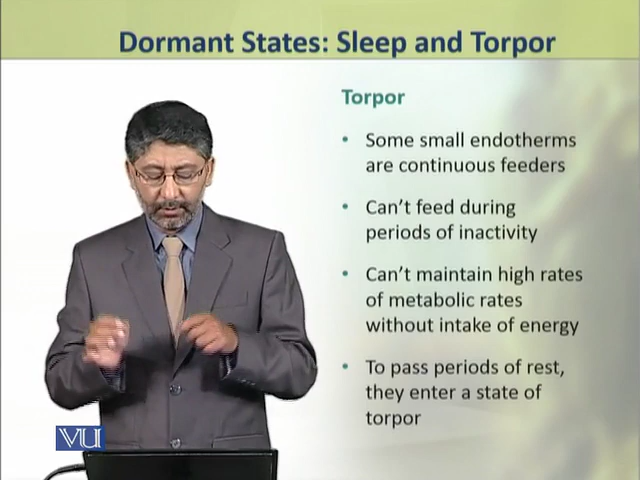 Dormant States: Sleep and Torpor
Torpor
• Some small endotherms
are continuous feeders
• Can't feed during
periods of inactivity
• Can't maintain high rates
of metabolic rates
without intake of energy
• To pass periods of rest,
they enter a state of
torpor
VU